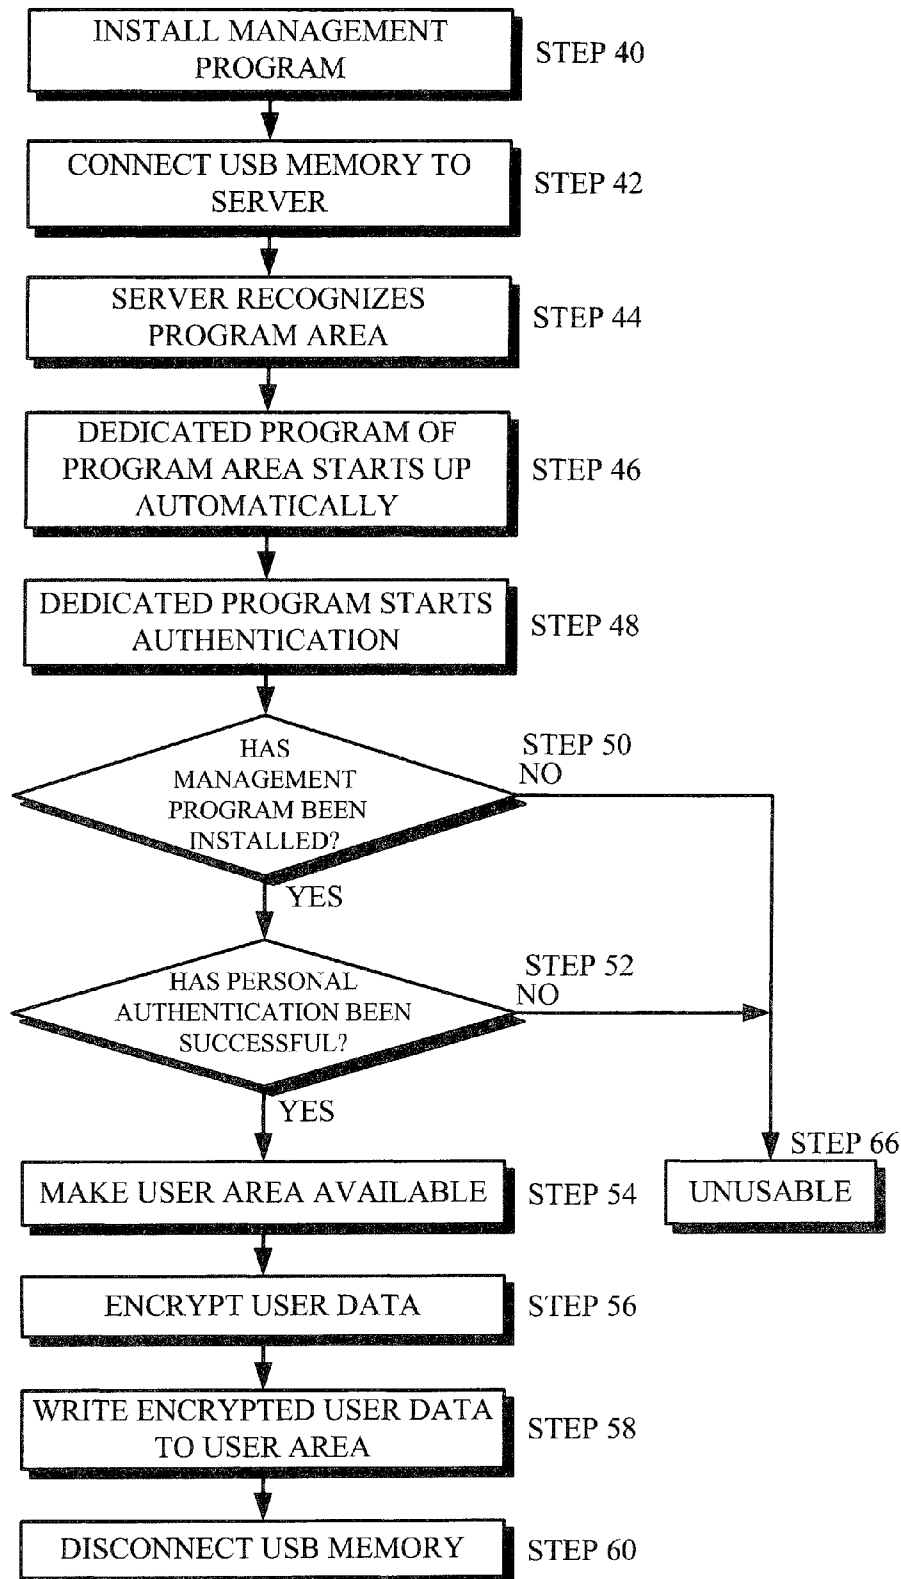 INSTALL MANAGEMENT
PROGRAM
STEP 40
CONNECT USB MEMORY TO
SERVER
STEP 42
SERVER RECOGNIZES
PROGRAM AREA
STEP 44
DEDICATED PROGRAM OF
PROGRAM AREA STARTS UP
AUTOMATICALLY
STEP 46
DEDICATED PROGRAM STARTS
AUTHENTICATION
STEP 48
HAS
MANAGEMENT
PROGRAM BEEN
INSTALLED?
STEP 50
NO
YES
HAS PERSONAL
AUTHENTICATION BEEN
SUCCESSFUL?
STEP 52
NO
YES
MAKE USER AREA AVAILABLE
STEP 54
STEP 66
UNUSABLE
ENCRYPT USER DATA
STEP 56
WRITE ENCRYPTED USER DATA
TO USER AREA
STEP 58
DISCONNECT USB MEMORY
STEP 60